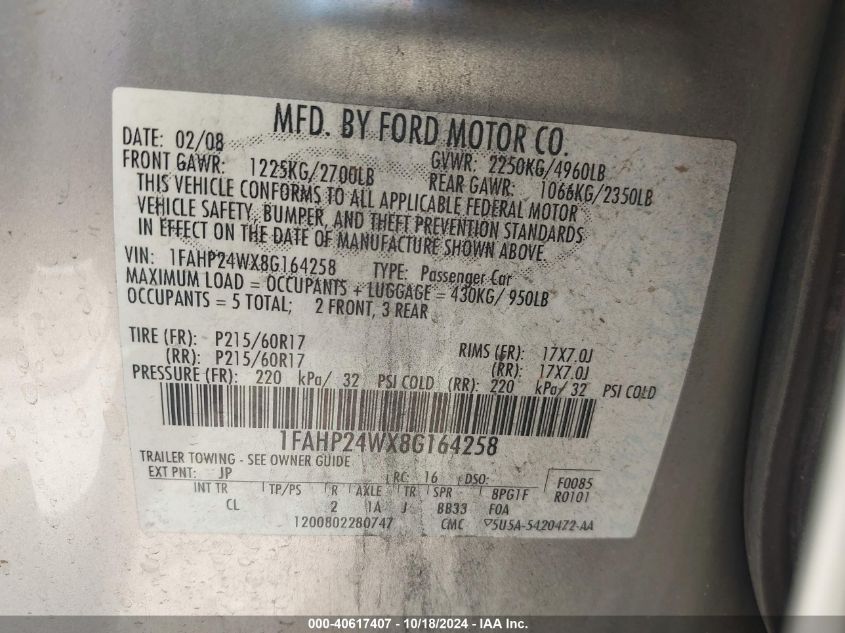 MFD. BY FORD MOTOR CO.
DATE: 02/08 GVWR: 2250KG/4960LB
FRONT GAWR: 1225KG/2700LB REAR GAWR: 1066KG/2350LB
THIS VEHICLE CONFORMS TO ALL APPLICABLE FEDERAL MOTOR
VEHICLE SAFETY, BUMPER, AND THEFT PREVENTION STANDARDS
IN EFFECT ON THE DATE OF MANUFACTURE SHOWN ABOVE.
VIN: 1FAHP24WX8G164258 TYPE: Passenger Car
MAXIMUM LOAD = OCCUPANTS + LUGGAGE = 430KG/ 950LB
OCCUPANTS = 5 TOTAL; 2 FRONT, 3 REAR
TIRE (FR): P215/60R17 RIMS (FR): 17X7.0J
(RR): P215/60R17 (RR): 17X7.0J
PRESSURE (FR): 220 kPa/ 32 PSI COLD (RR): 220 kPa/ 32 PSI COLD
1FAHP24WX8G164258
TRAILER TOWING - SEE OWNER GUIDE
EXT PNT: JP RC: 16 DSO: F0085
INT TR TP/PS R AXLE TR SPR 8PG1F R0101
CL 2 1A J BB33 F0A
1200802280747 CMC 5U5A-5420472-AA
000-40617407 - 10/18/2024 - IAA Inc.